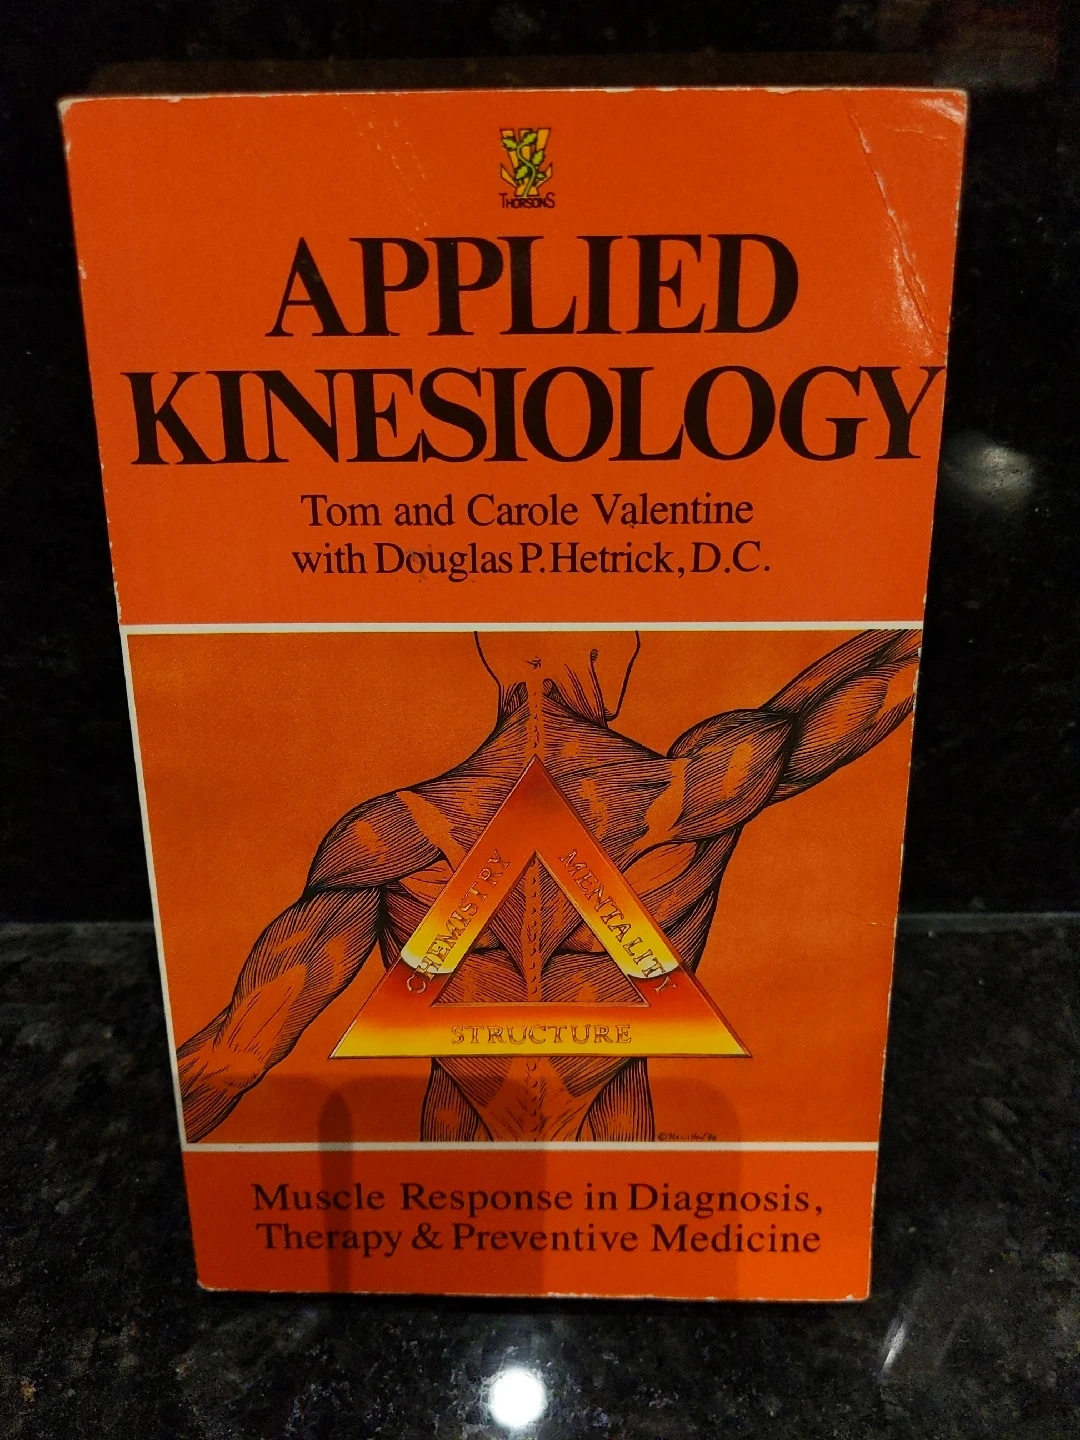 THORSONS
APPLIED
KINESIOLOGY
Tom and Carole Valentine
with Douglas P. Hetrick, D.C.
CHEMISTRY
MENTALITY
STRUCTURE
Muscle Response in Diagnosis,
Therapy & Preventive Medicine